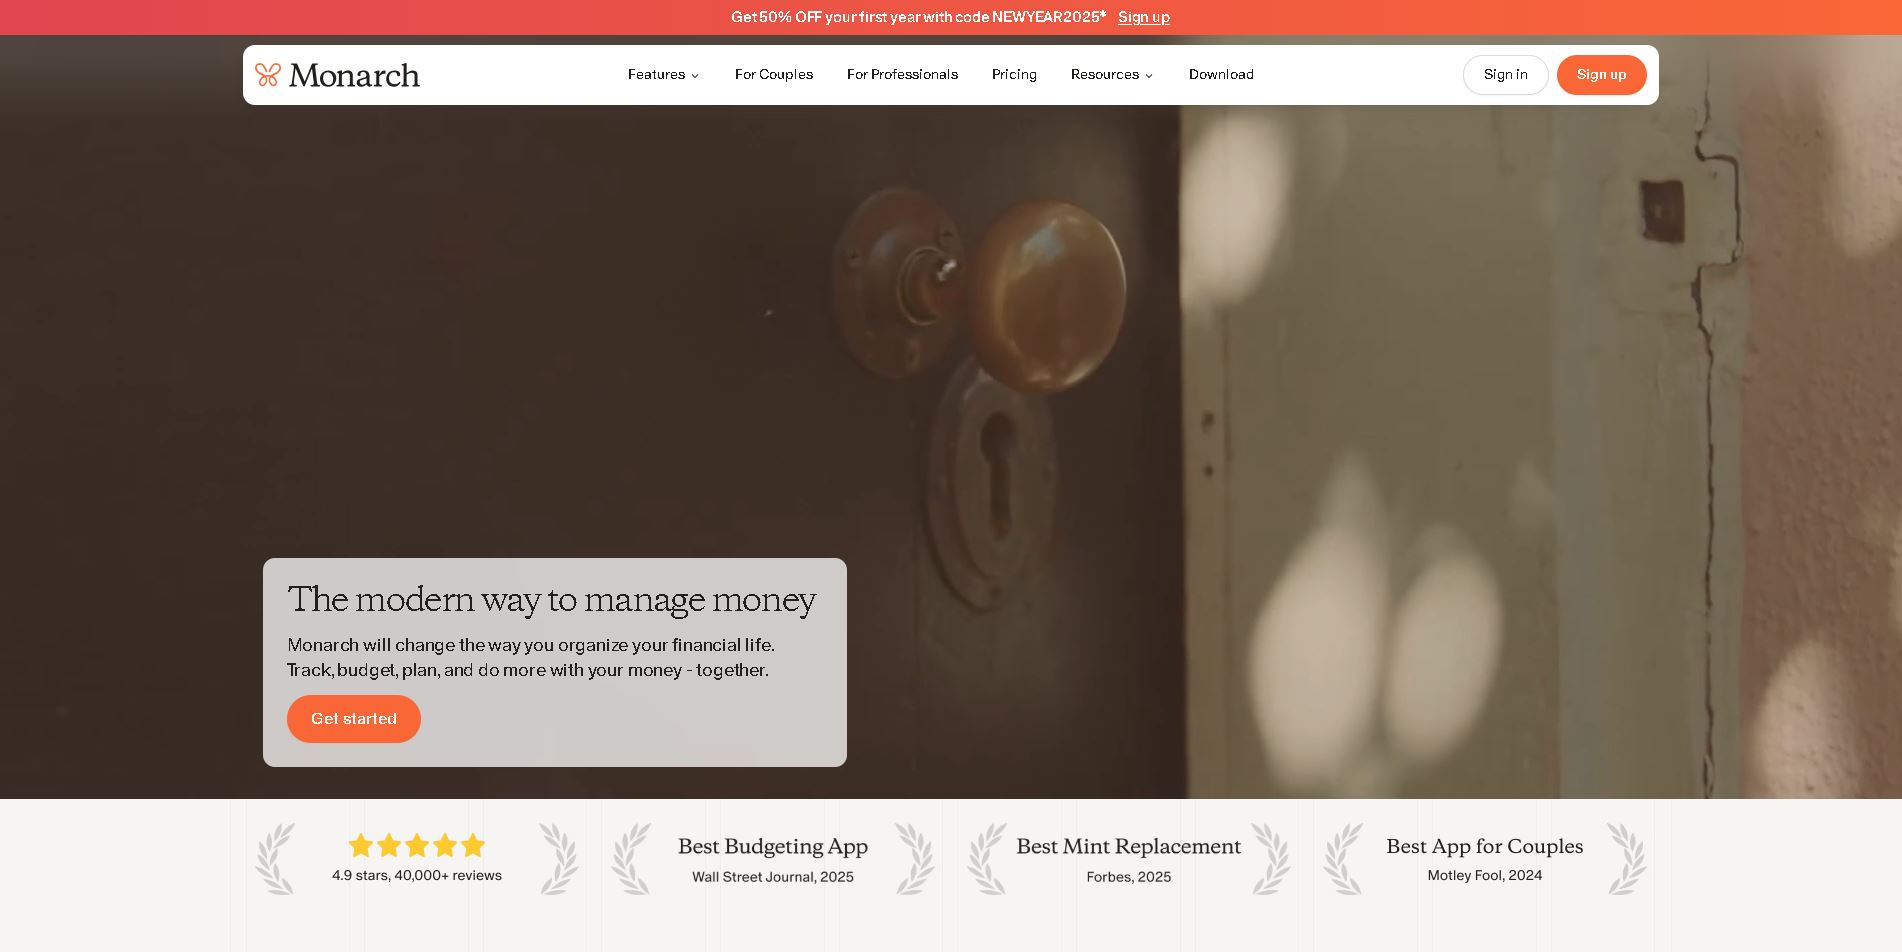 Get 50% OFF your first year with code NEWYEAR2025* Sign up
Monarch
Features
For Couples
For Professionals
Pricing
Resources
Download
Sign in
Sign up
The modern way to manage money
Monarch will change the way you organize your financial life.
Track, budget, plan, and do more with your money - together.
Get started
4.9 stars, 40,000+ reviews
Best Budgeting App
Wall Street Journal, 2025
Best Mint Replacement
Forbes, 2025
Best App for Couples
Motley Fool, 2024